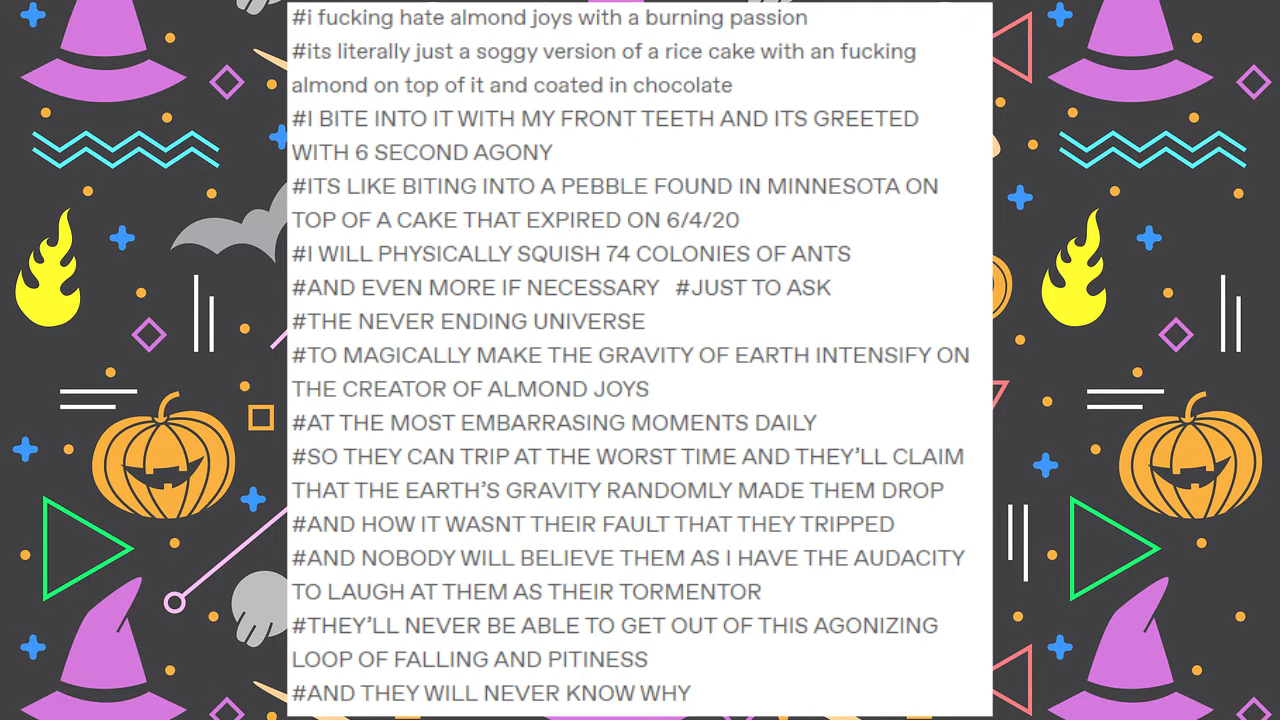 #i fucking hate almond joys with a burning passion
#its literally just a soggy version of a rice cake with an fucking
almond on top of it and coated in chocolate
#I BITE INTO IT WITH MY FRONT TEETH AND ITS GREETED
WITH 6 SECOND AGONY
#ITS LIKE BITING INTO A PEBBLE FOUND IN MINNESOTA ON
TOP OF A CAKE THAT EXPIRED ON 6/4/20
#I WILL PHYSICALLY SQUISH 74 COLONIES OF ANTS
#AND EVEN MORE IF NECESSARY #JUST TO ASK
#THE NEVER ENDING UNIVERSE
#TO MAGICALLY MAKE THE GRAVITY OF EARTH INTENSIFY ON
THE CREATOR OF ALMOND JOYS
#AT THE MOST EMBARRASING MOMENTS DAILY
#SO THEY CAN TRIP AT THE WORST TIME AND THEY’LL CLAIM
THAT THE EARTH’S GRAVITY RANDOMLY MADE THEM DROP
#AND HOW IT WASNT THEIR FAULT THAT THEY TRIPPED
#AND NOBODY WILL BELIEVE THEM AS I HAVE THE AUDACITY
TO LAUGH AT THEM AS THEIR TORMENTOR
#THEY’LL NEVER BE ABLE TO GET OUT OF THIS AGONIZING
LOOP OF FALLING AND PITINESS
#AND THEY WILL NEVER KNOW WHY